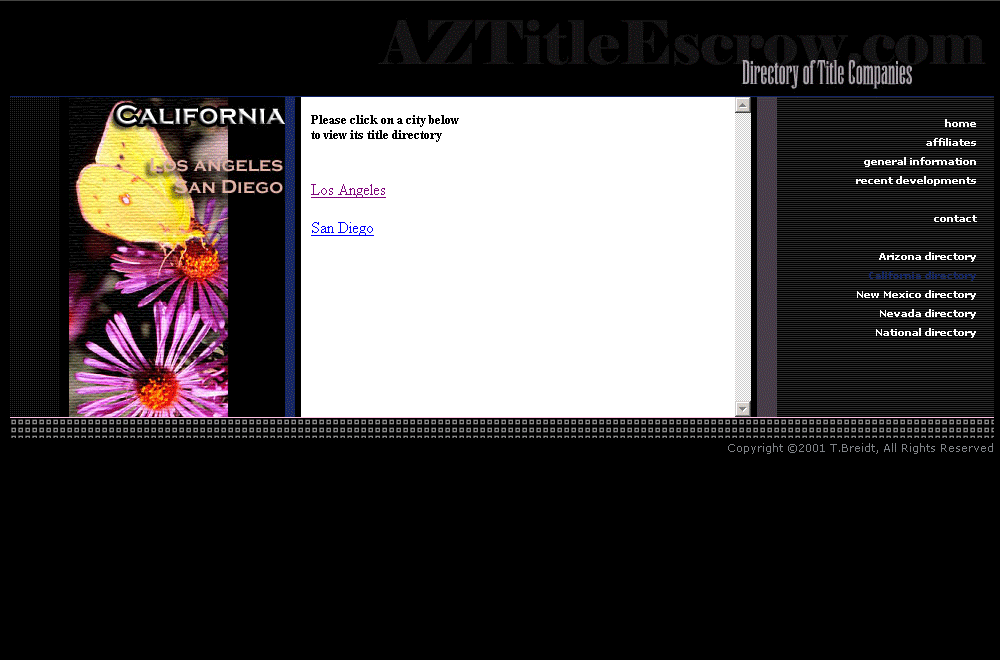 AZTitleEscrow.com
Directory of Title Companies
CALIFORNIA
LOS ANGELES
SAN DIEGO
Please click on a city below
to view its title directory
Los Angeles
San Diego
home
affiliates
general information
recent developments
contact
Arizona directory
California directory
New Mexico directory
Nevada directory
National directory
Copyright ©2001 T.Breidt, All Rights Reserved